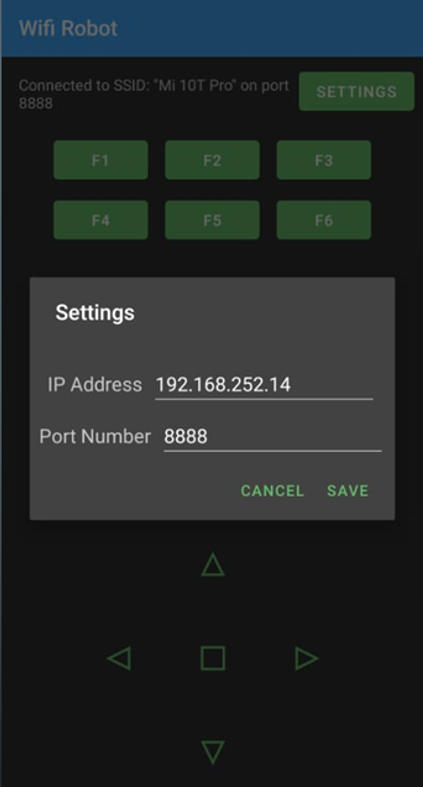 Wifi Robot
Connected to SSID: "Mi 10T Pro" on port
8888
SETTINGS
F1 F2 F3
F4 F5 F6
Settings
IP Address 192.168.252.14
Port Number 8888
CANCEL SAVE